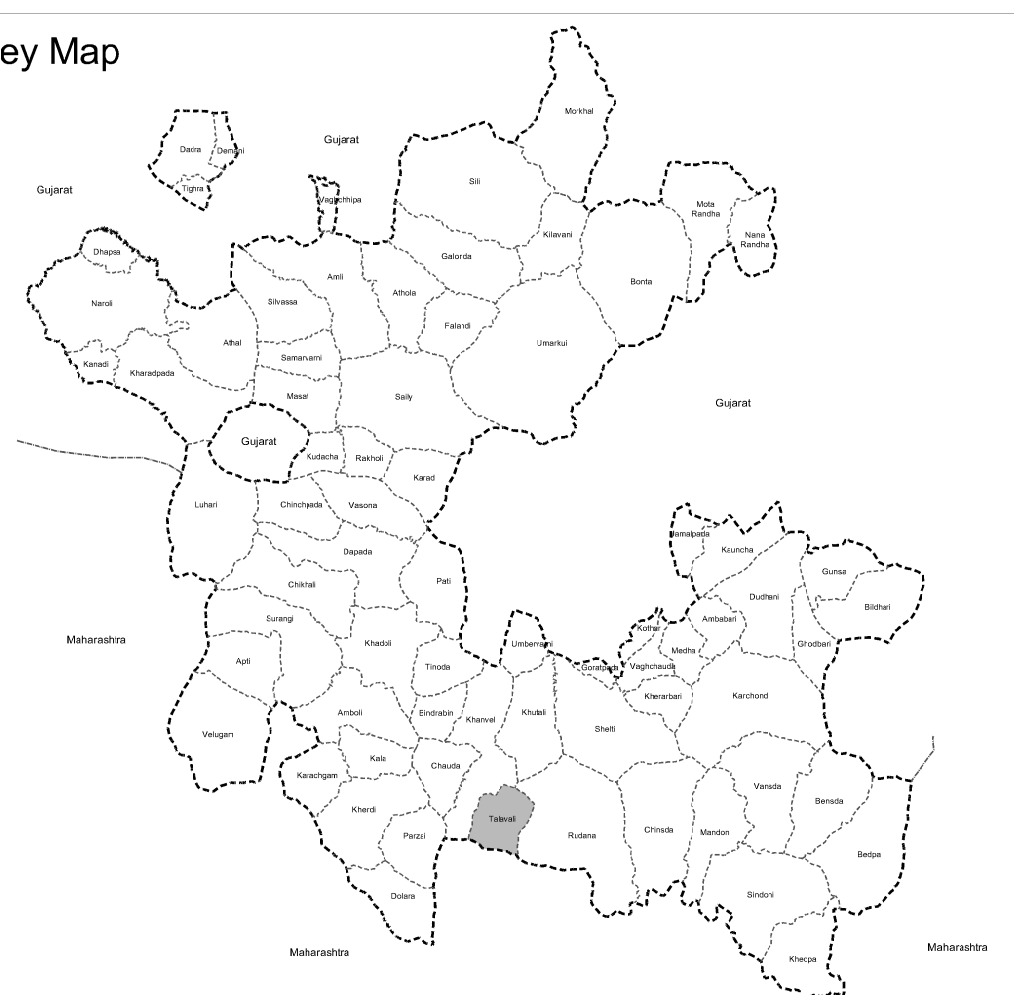 ey Map
Morkhal
Gujarat
Dadra
Demani
Sili
Tighra
Gujarat
Vaghchhipa
Mota
Randha
Kilavani
Nana
Randha
Dhapsa
Galorda
Amli
Bonta
Athola
Silvassa
Naroli
Falandi
Athal
Umarkui
Samarvarni
Kanadi
Kharadpada
Masat
Saily
Gujarat
Gujarat
Kudacha
Rakholi
Karad
Luhari
Chinchpada
Vasona
Jamalpada
Kauncha
Dapada
Gunsa
Pati
Chikhali
Dudhani
Bildhari
Surangi
Ambabari
Kothar
Maharashtra
Khadoli
Umbervarni
Ghodbari
Medha
Apti
Tinoda
Goratpada
Vaghchauda
Kherarbari
Karchond
Amboli
Eindrabin
Khutali
Khanvel
Shelti
Velugam
Kala
Chauda
Karachgam
Vansda
Bensda
Kherdi
Talavali
Chinsda
Mandon
Parzai
Rudana
Bedpa
Dolara
Sindoni
Maharashtra
Maharashtra
Khedpa